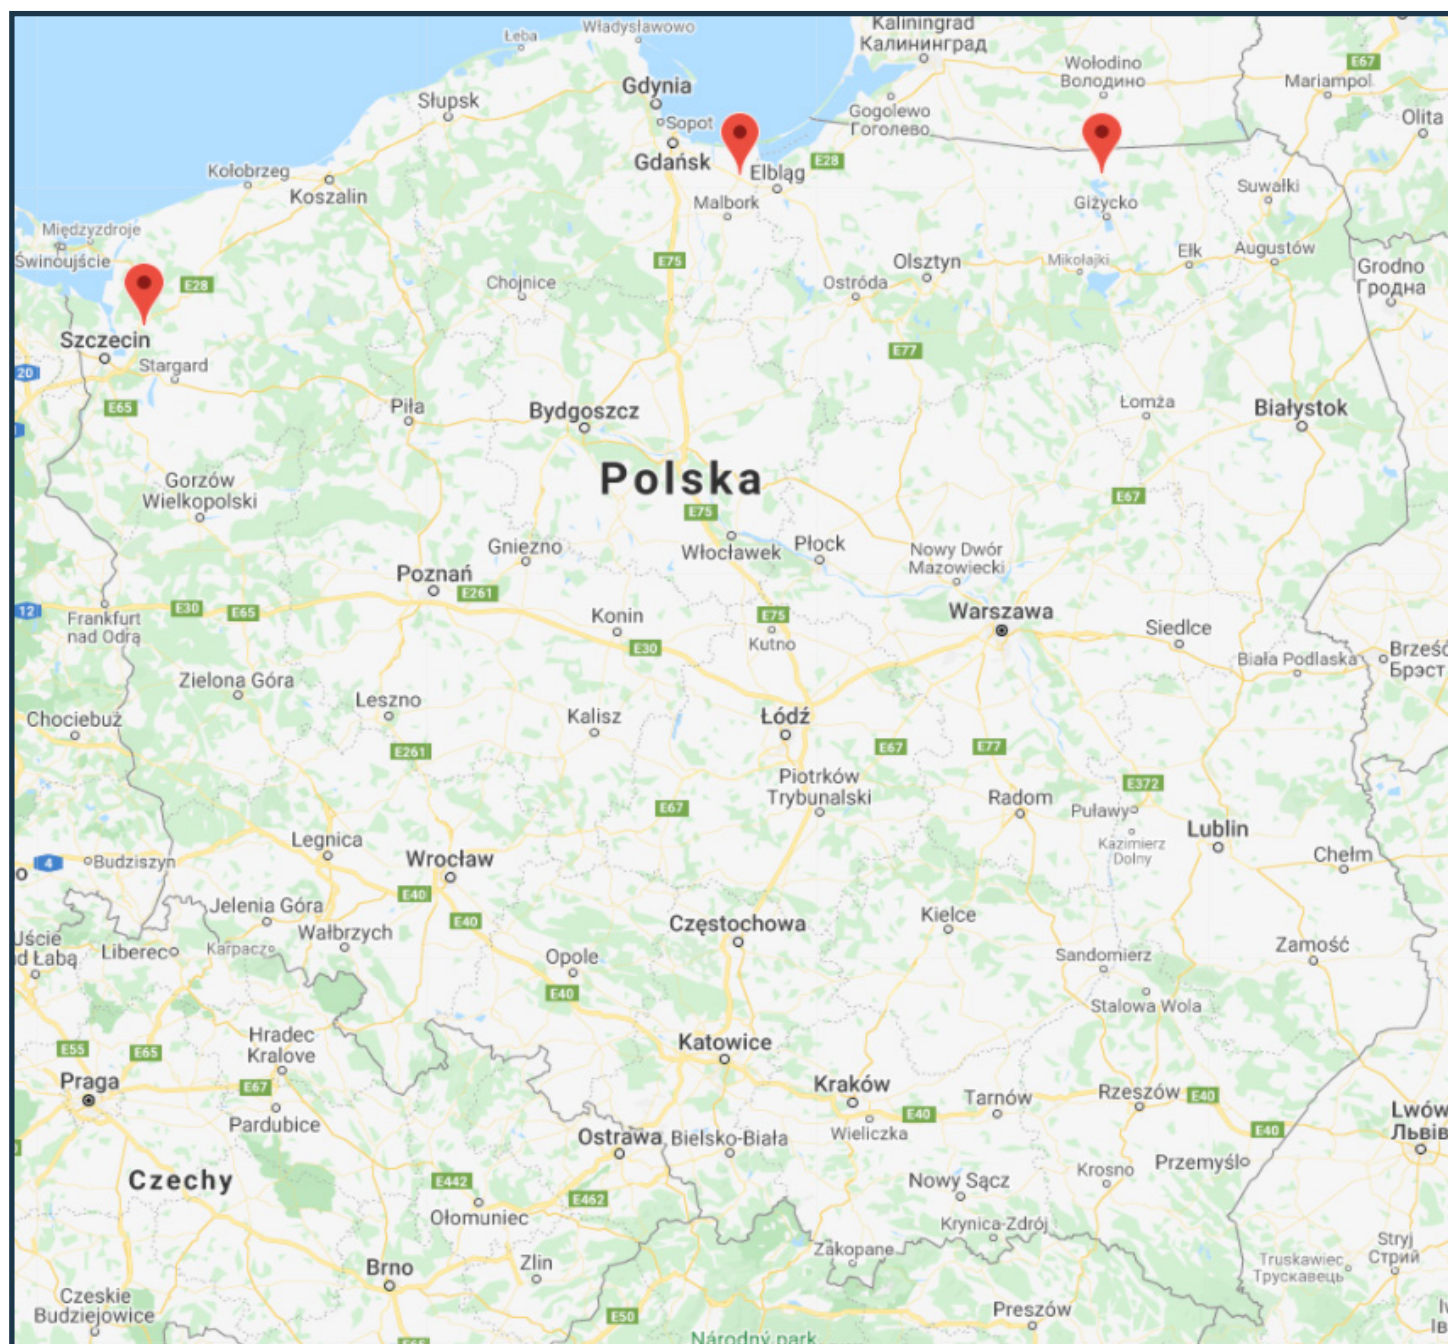 Kaliningrad
Калининград
Władysławowo
Łeba
Wołodino
Володино
E67
Mariampol
Gdynia
Słupsk
Gogolewo
Гоголево
Olita
Sopot
Gdańsk
E28
Elbląg
Kołobrzeg
Koszalin
Malbork
Giżycko
Suwałki
Międzyzdroje
Świnoujście
E75
Olsztyn
Mikołajki
Ełk
Augustów
Grodno
Гродна
E28
Chojnice
Ostróda
Szczecin
Stargard
E77
20
E65
Piła
Bydgoszcz
Łomża
Białystok
Polska
Gorzów
Wielkopolski
E67
E75
Gniezno
Włocławek
Płock
Nowy Dwór
Mazowiecki
Poznań
E261
12
E30
E65
Frankfurt
nad Odrą
Konin
E75
Warszawa
Kutno
E30
Siedlce
Biała Podlaska
Brześć
Брэст
Zielona Góra
Leszno
Kalisz
Łódź
Chociebuż
E261
E67
E77
Piotrków
Trybunalski
E67
Radom
E372
Puławy
Lublin
Kazimierz
Dolny
Legnica
Wrocław
Chełm
4
Budziszyn
E40
E40
Jelenia Góra
Wałbrzych
Karpacz
Liberec
Uście
d Łabą
Częstochowa
Kielce
Zamość
Sandomierz
Opole
E40
Stalowa Wola
Hradec
Kralove
Katowice
E55
E65
Praga
E67
Pardubice
Kraków
E40
Wieliczka
Tarnów
Rzeszów
E40
E40
Lwów
Львів
Ostrawa
Bielsko-Biała
Przemyśl
Krosno
Czechy
E442
E462
Ołomuniec
Nowy Sącz
Krynica-Zdrój
Zakopane
Stryj
Стрий
Truskawiec
Трускавець
Brno
Zlin
Czeskie
Budziejowice
E50
Preszów
Národný park